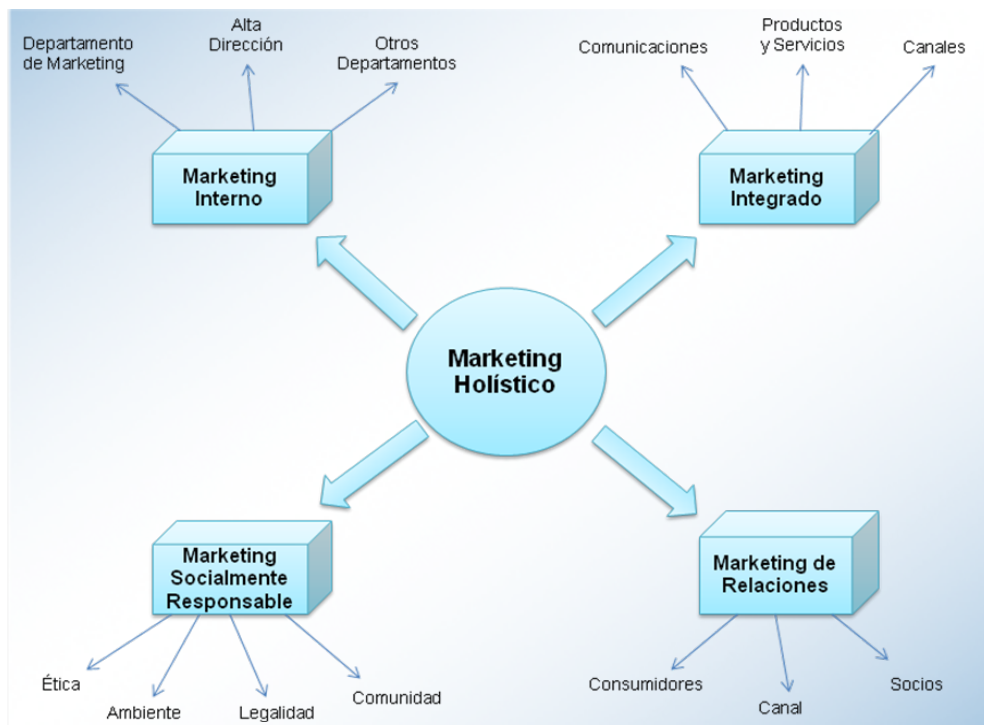 Departamento
de Marketing
Alta
Dirección
Otros
Departamentos
Comunicaciones
Productos
y Servicios
Canales
Marketing
Interno
Marketing
Integrado
Marketing
Holístico
Marketing
Socialmente
Responsable
Marketing de
Relaciones
Ética
Ambiente
Legalidad
Comunidad
Consumidores
Canal
Socios